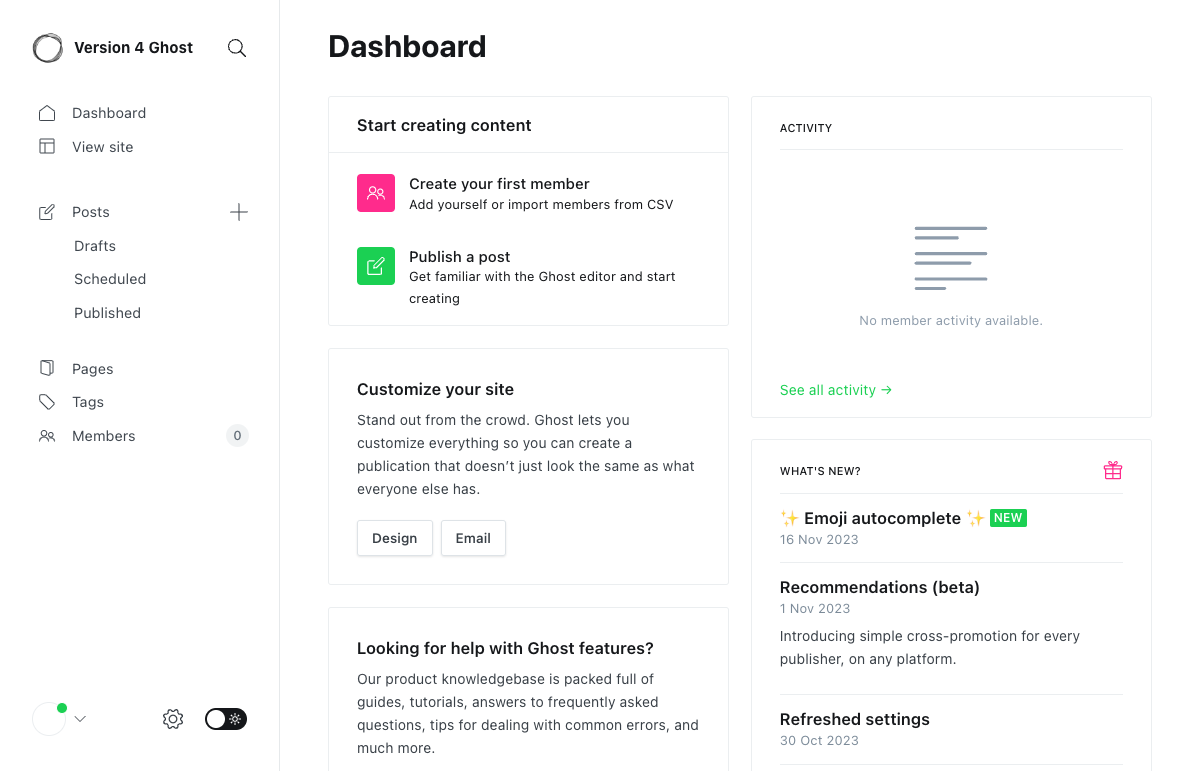 Version 4 Ghost
Dashboard
View site
Posts
Drafts
Scheduled
Published
Pages
Tags
Members
0
Dashboard
Start creating content
Create your first member
Add yourself or import members from CSV
Publish a post
Get familiar with the Ghost editor and start
creating
Customize your site
Stand out from the crowd. Ghost lets you
customize everything so you can create a
publication that doesn’t just look the same as what
everyone else has.
Design
Email
Looking for help with Ghost features?
Our product knowledgebase is packed full of
guides, tutorials, answers to frequently asked
questions, tips for dealing with common errors, and
much more.
ACTIVITY
No member activity available.
See all activity →
WHAT'S NEW?
✨ Emoji autocomplete ✨ NEW
16 Nov 2023
Recommendations (beta)
1 Nov 2023
Introducing simple cross-promotion for every
publisher, on any platform.
Refreshed settings
30 Oct 2023